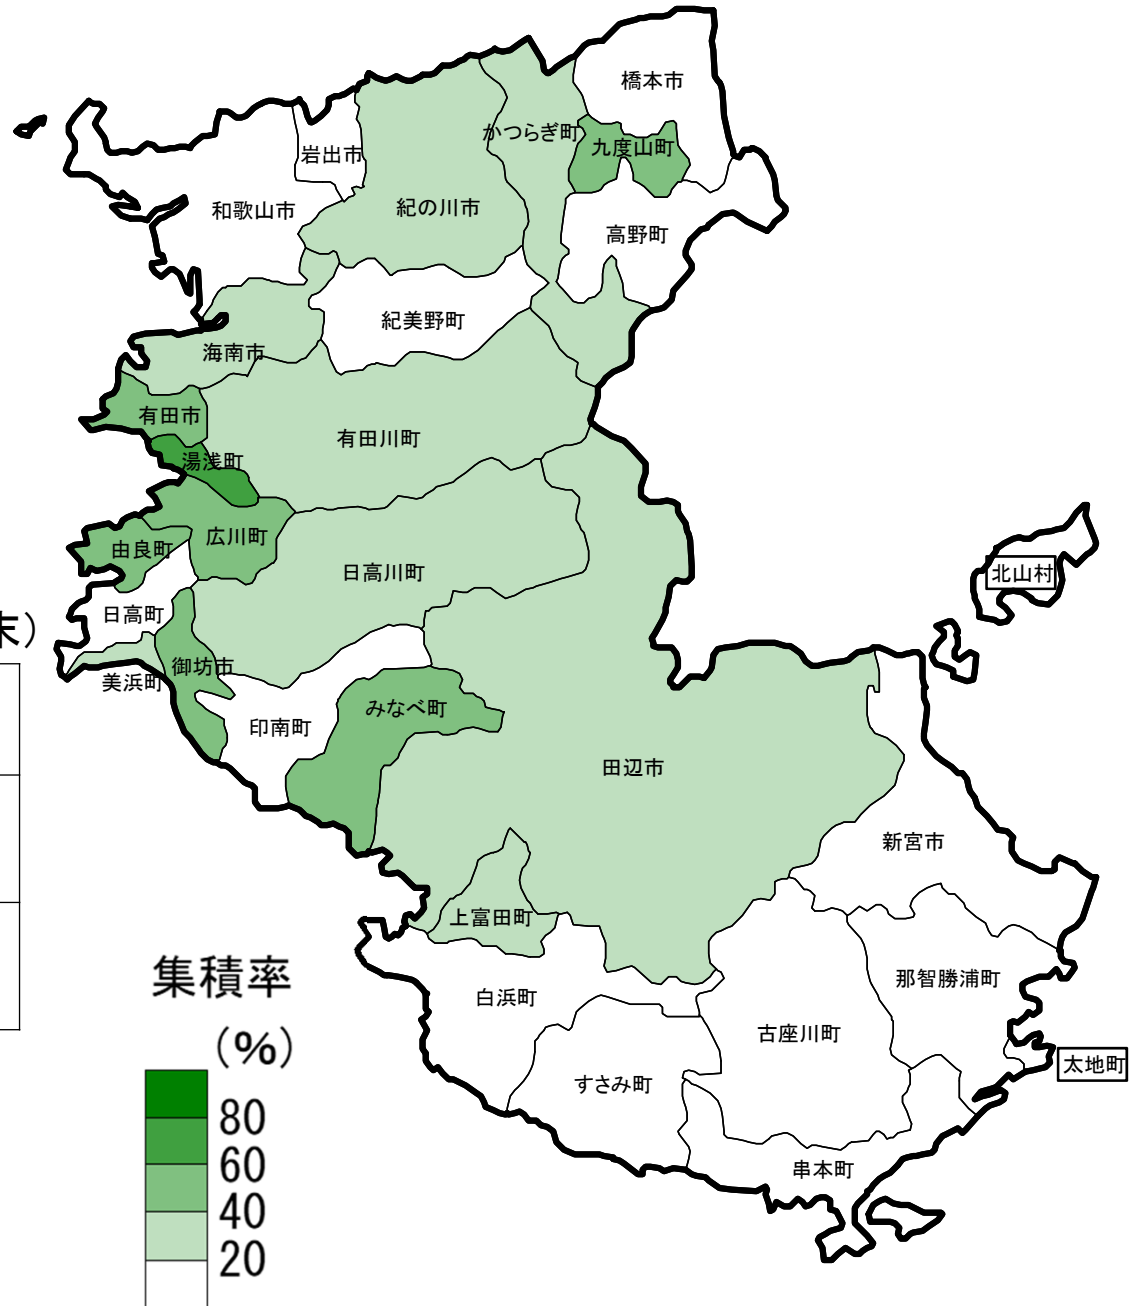 橋本市
かつらぎ町
九度山町
岩出市
和歌山市
紀の川市
高野町
紀美野町
海南市
有田市
有田川町
湯浅町
広川町
由良町
日高川町
北山村
日高町
末)
御坊市
美浜町
みなべ町
印南町
田辺市
新宮市
上富田町
那智勝浦町
白浜町
古座川町
太地町
すさみ町
串本町
集積率
(%)
80
60
40
20